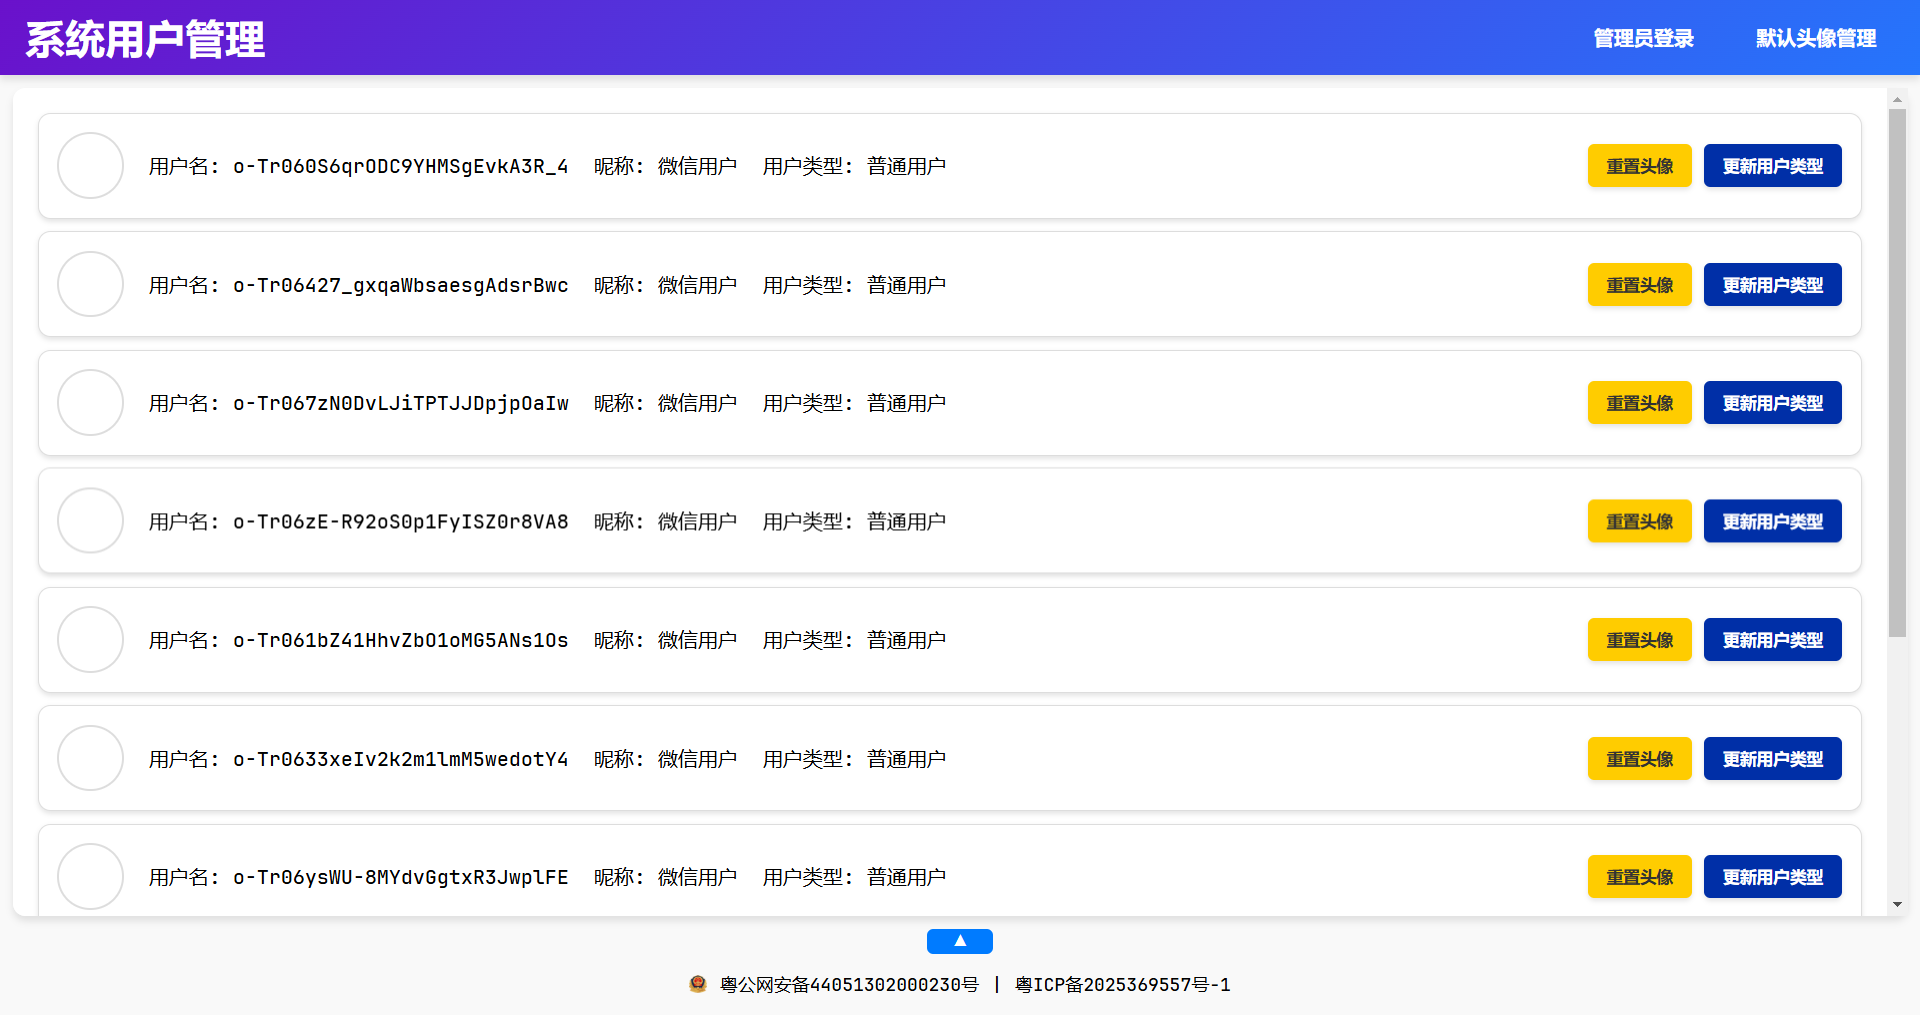 系统用户管理 管理员登录 默认头像管理
用户名: o-Tr060S6qrODC9YHMSgEvkA3R_4 昵称: 微信用户 用户类型: 普通用户 重置头像 更新用户类型
用户名: o-Tr06427_gxqaWbsaesgAdsrBwc 昵称: 微信用户 用户类型: 普通用户 重置头像 更新用户类型
用户名: o-Tr067zN0DvLJiTPTJJDpjpOaIw 昵称: 微信用户 用户类型: 普通用户 重置头像 更新用户类型
用户名: o-Tr06zE-R92oS0p1FyISZ0r8VA8 昵称: 微信用户 用户类型: 普通用户 重置头像 更新用户类型
用户名: o-Tr061bZ41HhvZbO1oMG5ANs1Os 昵称: 微信用户 用户类型: 普通用户 重置头像 更新用户类型
用户名: o-Tr0633xeIv2k2m1lmM5wedotY4 昵称: 微信用户 用户类型: 普通用户 重置头像 更新用户类型
用户名: o-Tr06ysWU-8MYdvGgtxR3JwplFE 昵称: 微信用户 用户类型: 普通用户 重置头像 更新用户类型
▲
粤公网安备44051302000230号 | 粤ICP备2025369557号-1